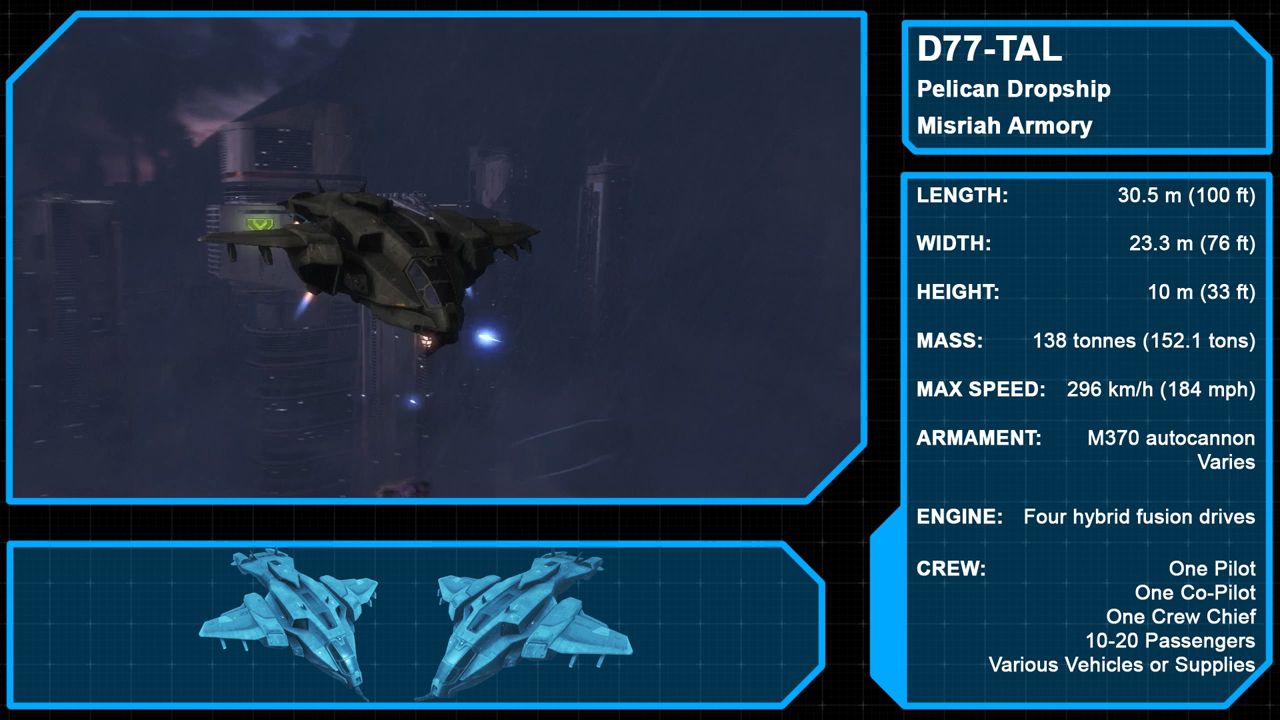 D77-TAL
Pelican Dropship
Misriah Armory
LENGTH: 30.5 m (100 ft)
WIDTH: 23.3 m (76 ft)
HEIGHT: 10 m (33 ft)
MASS: 138 tonnes (152.1 tons)
MAX SPEED: 296 km/h (184 mph)
ARMAMENT: M370 autocannon
Varies
ENGINE: Four hybrid fusion drives
CREW: One Pilot
One Co-Pilot
One Crew Chief
10-20 Passengers
Various Vehicles or Supplies